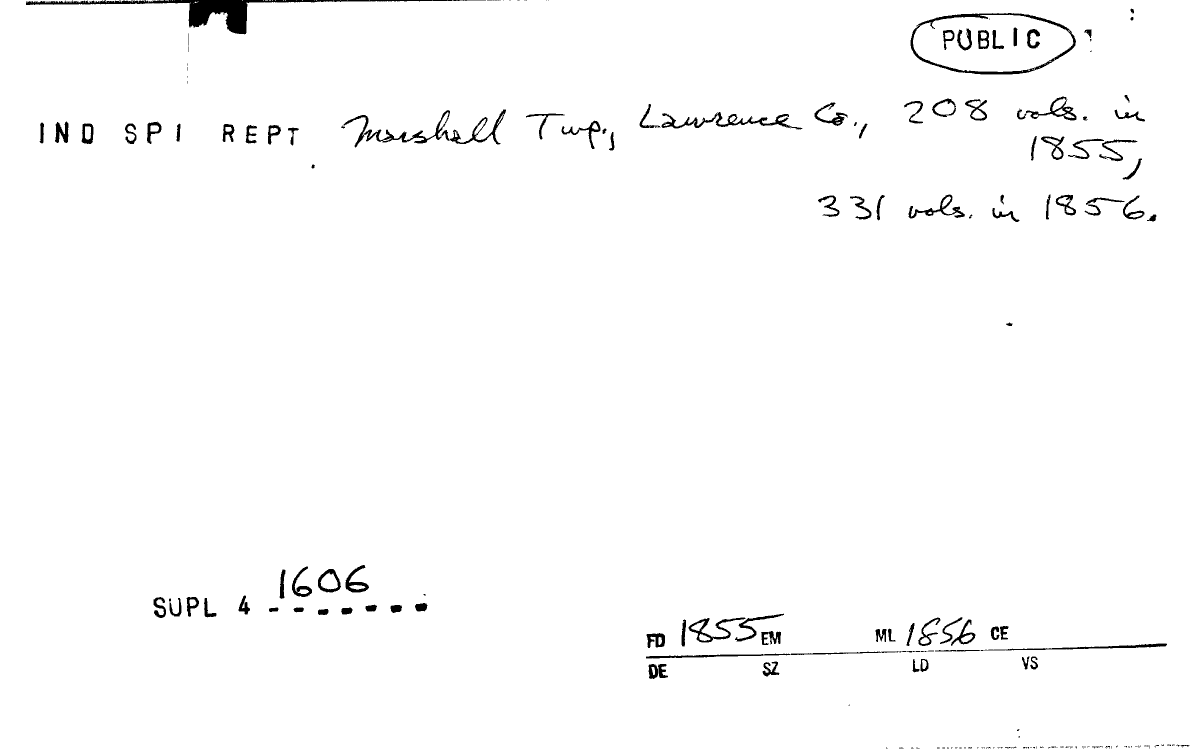 PUBLIC
IND SPI REPT Marshall Twp., Lawrence Co., 208 vols. in
1855,
331 vols. in 1856.
SUPL 4 1606
FD 1855 EM ML 1856 CE
DE SZ LD VS